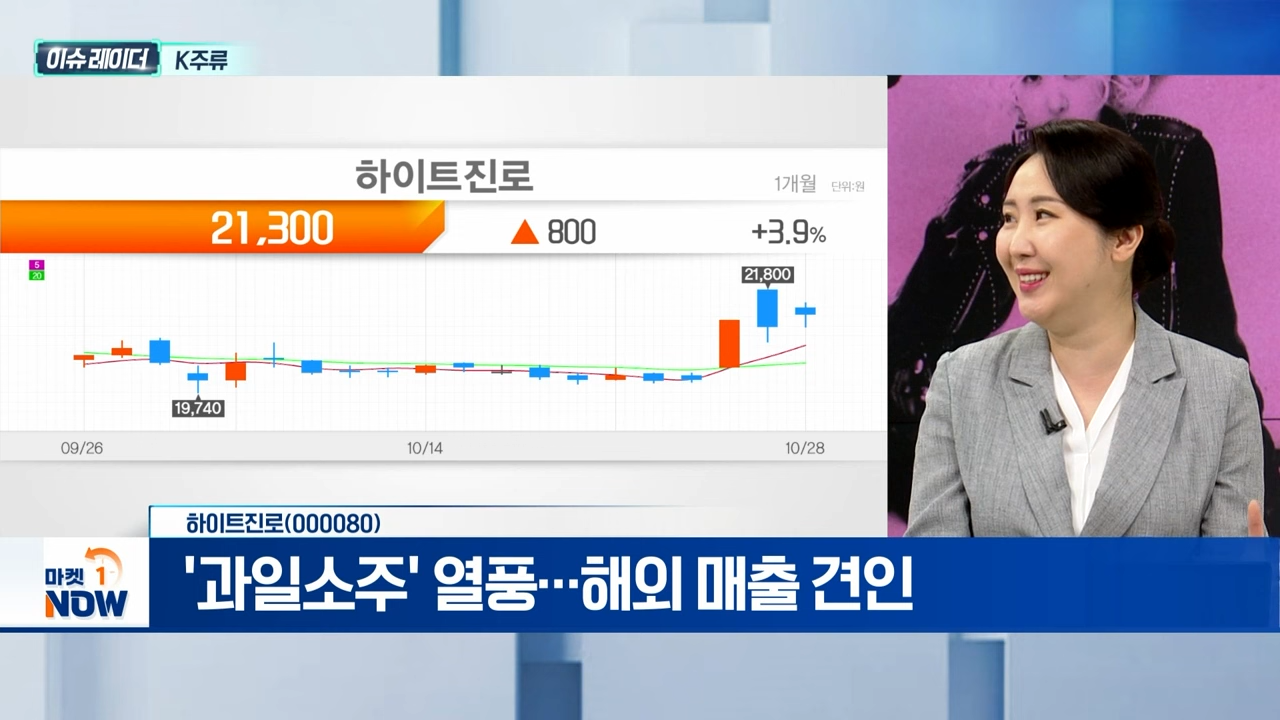 이슈 레이더 K주류
하이트진로
1개월 단위:원
21,300 ▲ 800 +3.9%
5
20
21,800
19,740
09/26 10/14 10/28
하이트진로(000080)
'과일소주' 열풍…해외 매출 견인
마켓 1
NOW